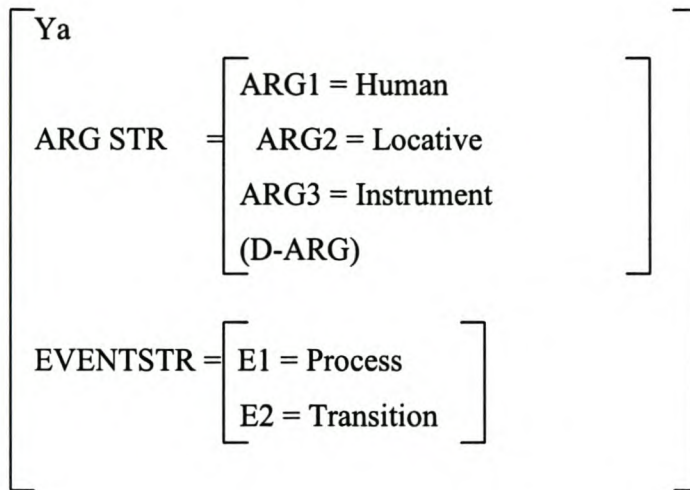 Ya
ARG1 = Human
ARG STR = ARG2 = Locative
ARG3 = Instrument
(D-ARG)
EVENTSTR = E1 = Process
E2 = Transition